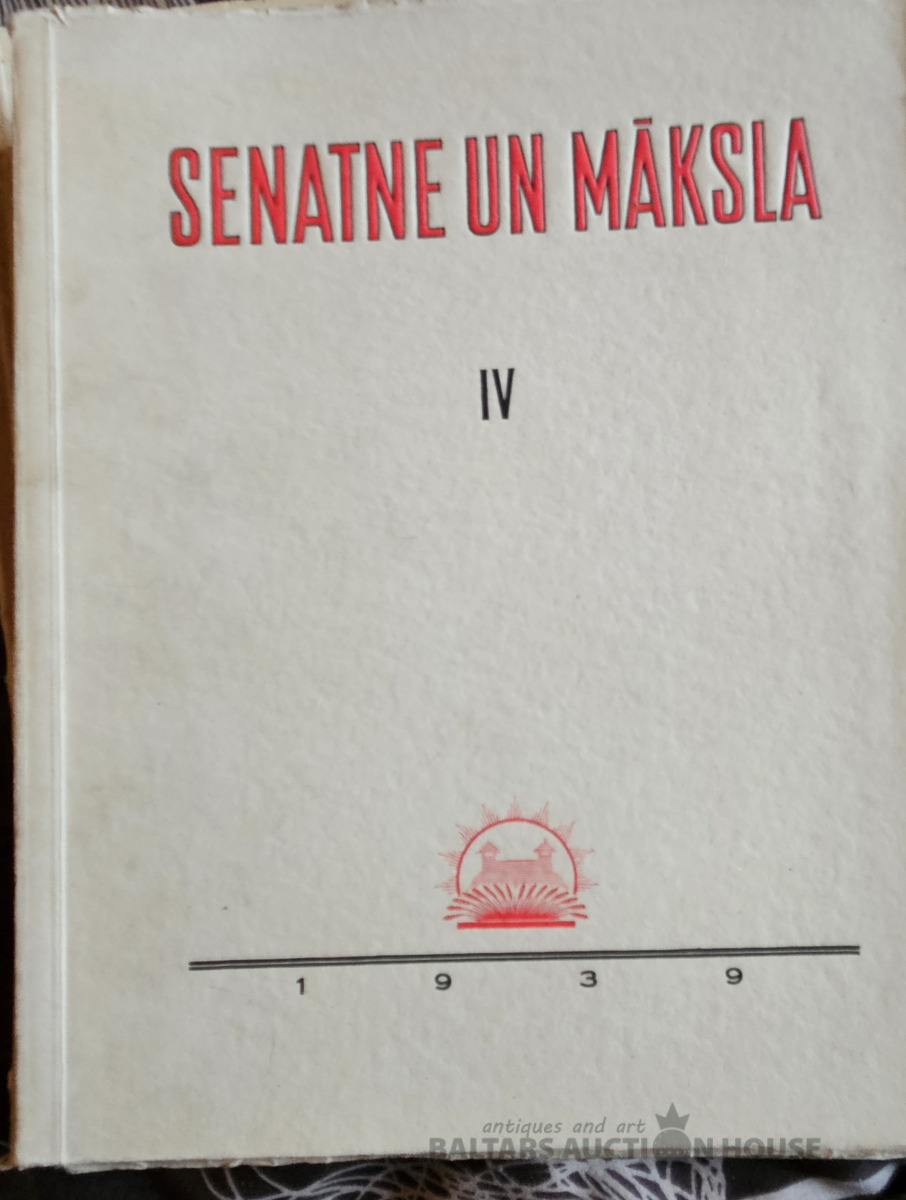 SENATNE UN MĀKSLA
IV
1 9 3 9
antiques and art
BALTARS AUCTION HOUSE